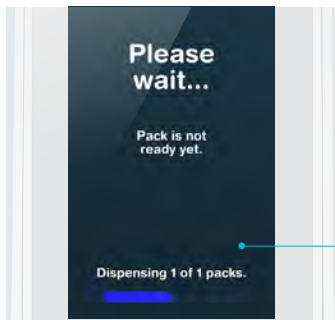 Please
wait...
Pack is not
ready yet.
Dispensing 1 of 1 packs.